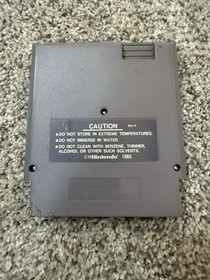 CAUTION
●DO NOT STORE IN EXTREME TEMPERATURES.
●DO NOT IMMERSE IN WATER.
●DO NOT CLEAN WITH BENZENE, THINNER,
ALCOHOL OR OTHER SUCH SOLVENTS.
©®Nintendo 1985